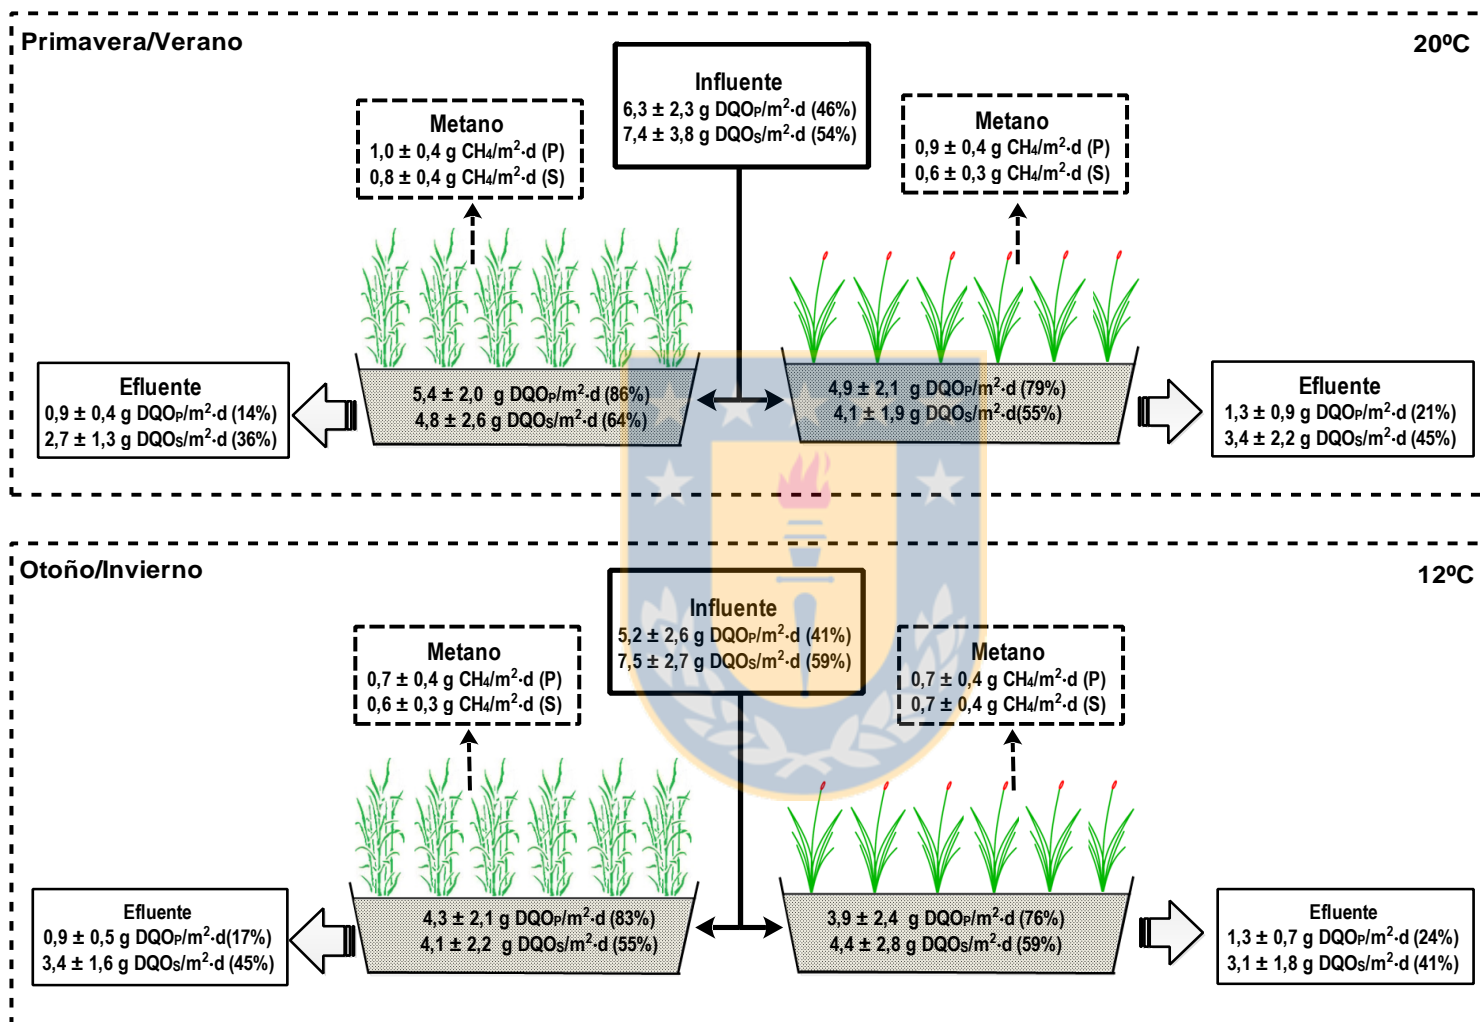 Primavera/Verano
20ºC
Influente
6,3 ± 2,3 g DQOP/m²·d (46%)
7,4 ± 3,8 g DQOS/m²·d (54%)
Metano
1,0 ± 0,4 g CH4/m²·d (P)
0,8 ± 0,4 g CH4/m²·d (S)
Metano
0,9 ± 0,4 g CH4/m²·d (P)
0,6 ± 0,3 g CH4/m²·d (S)
Efluente
0,9 ± 0,4 g DQOP/m²·d (14%)
2,7 ± 1,3 g DQOS/m²·d (36%)
5,4 ± 2,0 g DQOP/m²·d (86%)
4,8 ± 2,6 g DQOS/m²·d (64%)
4,9 ± 2,1 g DQOP/m²·d (79%)
4,1 ± 1,9 g DQOS/m²·d(55%)
Efluente
1,3 ± 0,9 g DQOP/m²·d (21%)
3,4 ± 2,2 g DQOS/m²·d (45%)
Otoño/Invierno
12ºC
Influente
5,2 ± 2,6 g DQOP/m²·d (41%)
7,5 ± 2,7 g DQOS/m²·d (59%)
Metano
0,7 ± 0,4 g CH4/m²·d (P)
0,6 ± 0,3 g CH4/m²·d (S)
Metano
0,7 ± 0,4 g CH4/m²·d (P)
0,7 ± 0,4 g CH4/m²·d (S)
Efluente
0,9 ± 0,5 g DQOP/m²·d(17%)
3,4 ± 1,6 g DQOS/m²·d (45%)
4,3 ± 2,1 g DQOP/m²·d (83%)
4,1 ± 2,2 g DQOS/m²·d (55%)
3,9 ± 2,4 g DQOP/m²·d (76%)
4,4 ± 2,8 g DQOS/m²·d (59%)
Efluente
1,3 ± 0,7 g DQOP/m²·d (24%)
3,1 ± 1,8 g DQOS/m²·d (41%)